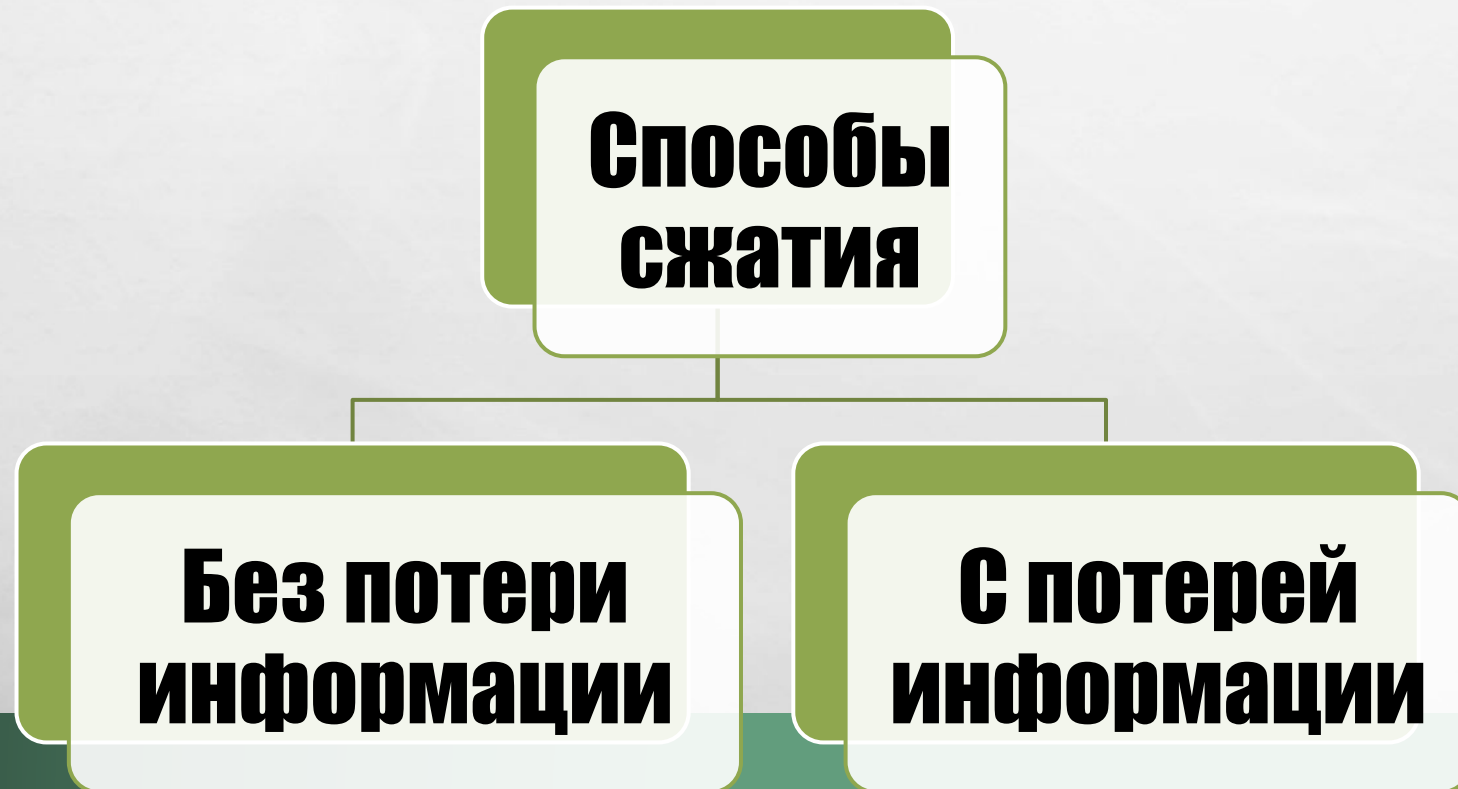 Способы
сжатия
Без потери
информации
С потерей
информации